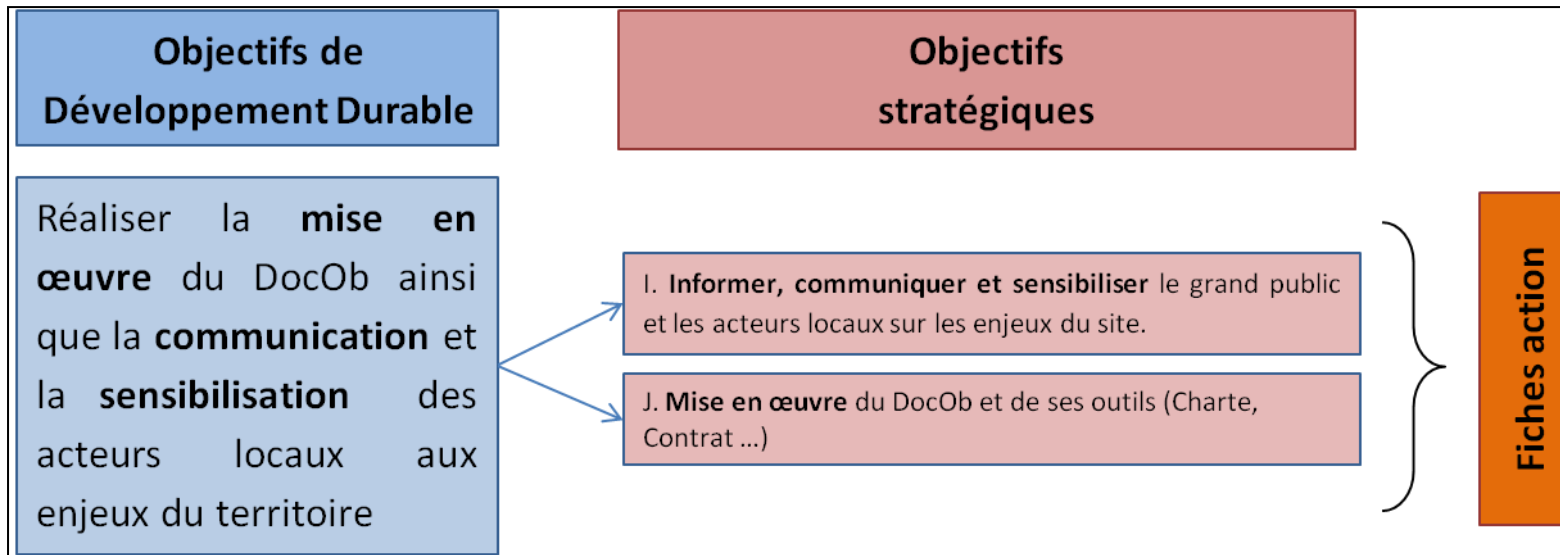 Objectifs de
Développement Durable
Objectifs
stratégiques
Réaliser la mise en
œuvre du DocOb ainsi
que la communication et
la sensibilisation des
acteurs locaux aux
enjeux du territoire
I. Informer, communiquer et sensibiliser le grand public
et les acteurs locaux sur les enjeux du site.
J. Mise en œuvre du DocOb et de ses outils (Charte,
Contrat ...)
Fiches action